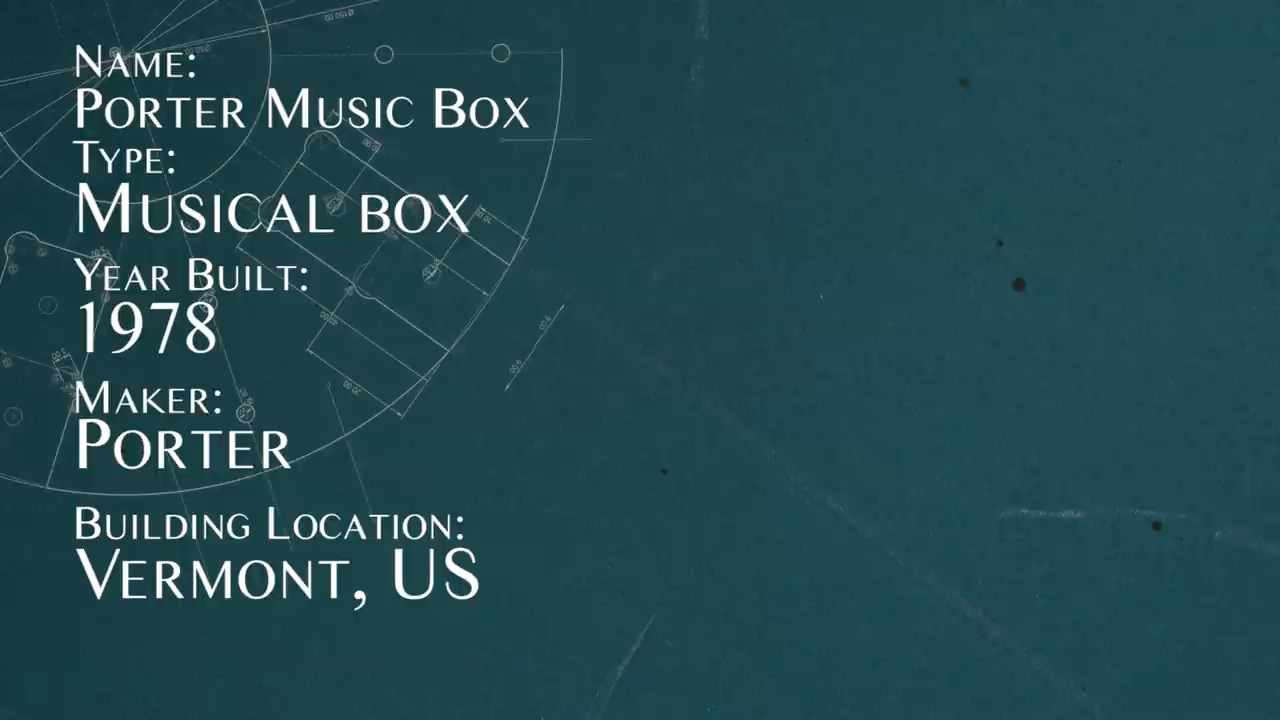 Name:
Porter Music Box
Type:
Musical box
Year Built:
1978
Maker:
Porter
Building Location:
Vermont, US